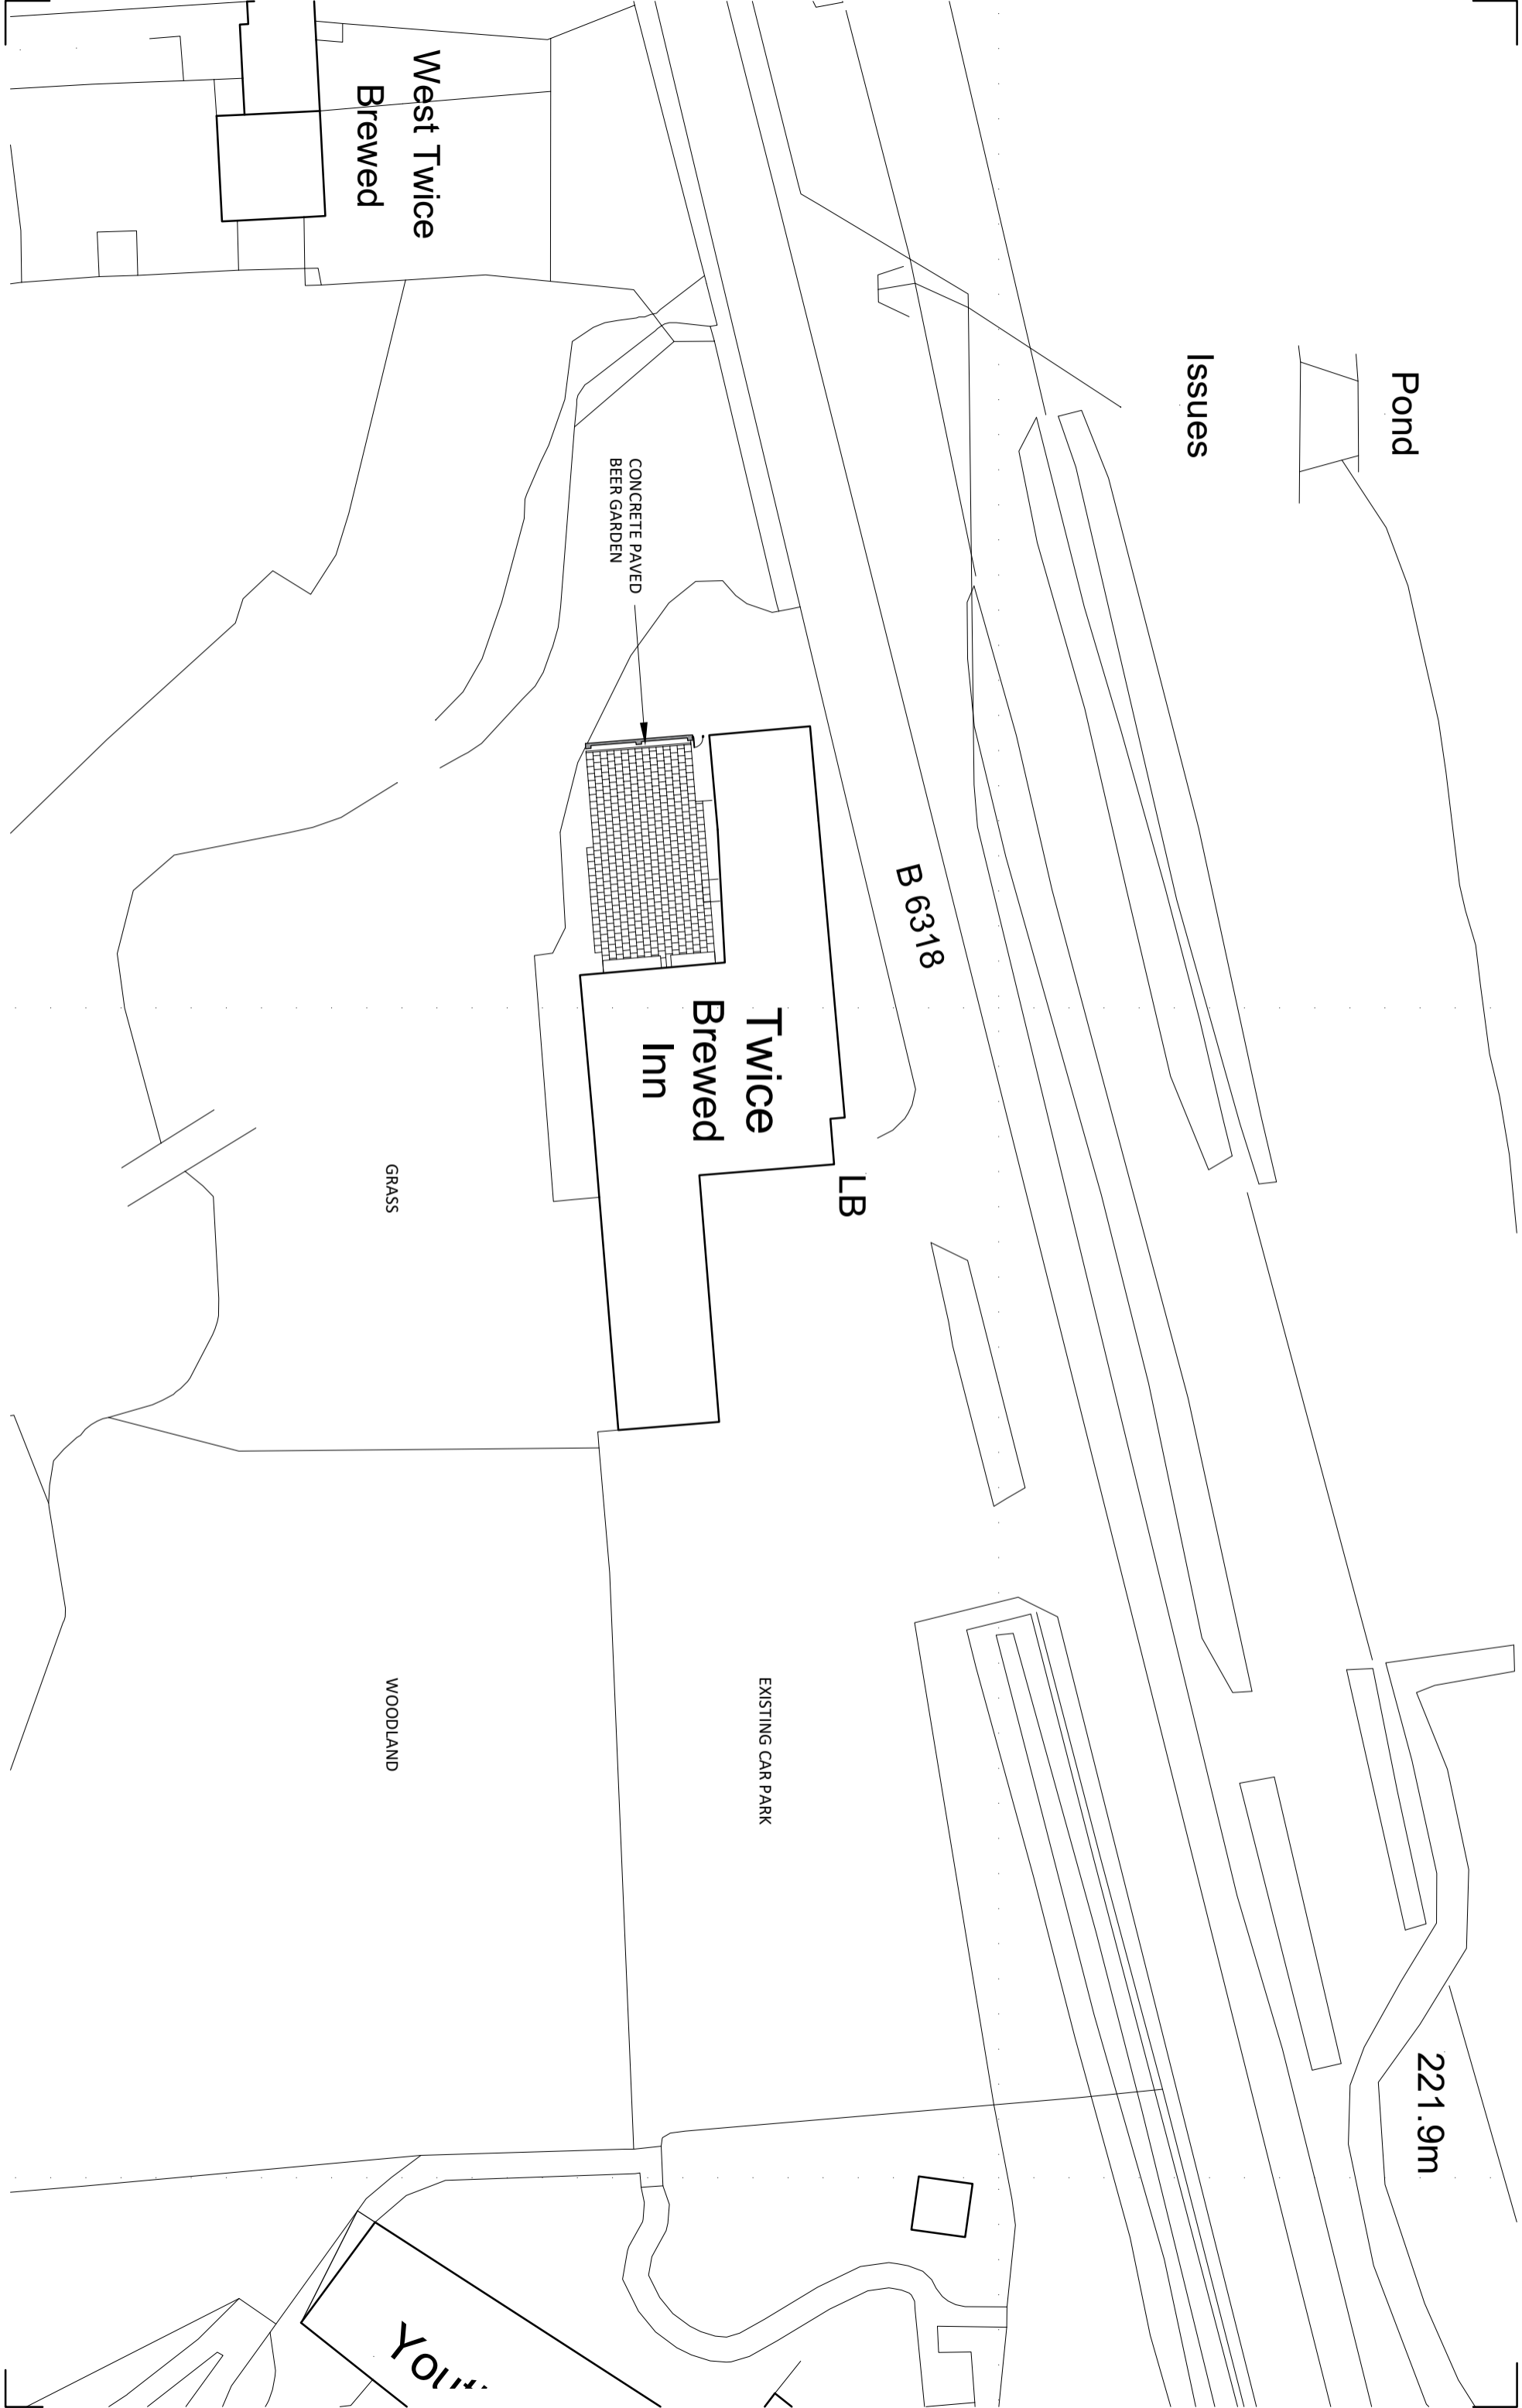 Pond
Issues
West Twice
Brewed
CONCRETE PAVED
BEER GARDEN
B 6318
Twice
Brewed
Inn
LB
GRASS
EXISTING CAR PARK
WOODLAND
221.9m